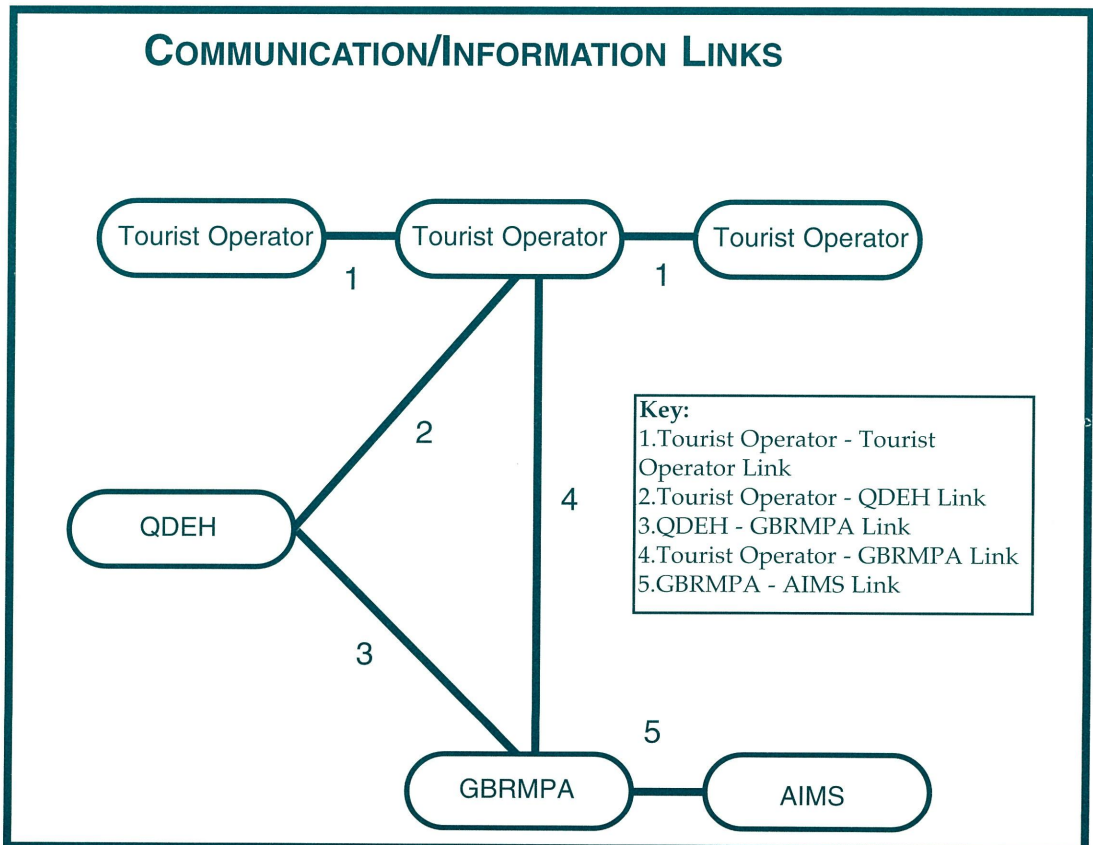 COMMUNICATION/INFORMATION LINKS
Tourist Operator
Tourist Operator
Tourist Operator
1
1
2
4
Key:
1.Tourist Operator - Tourist
Operator Link
2.Tourist Operator - QDEH Link
3.QDEH - GBRMPA Link
4.Tourist Operator - GBRMPA Link
5.GBRMPA - AIMS Link
QDEH
3
5
GBRMPA
AIMS